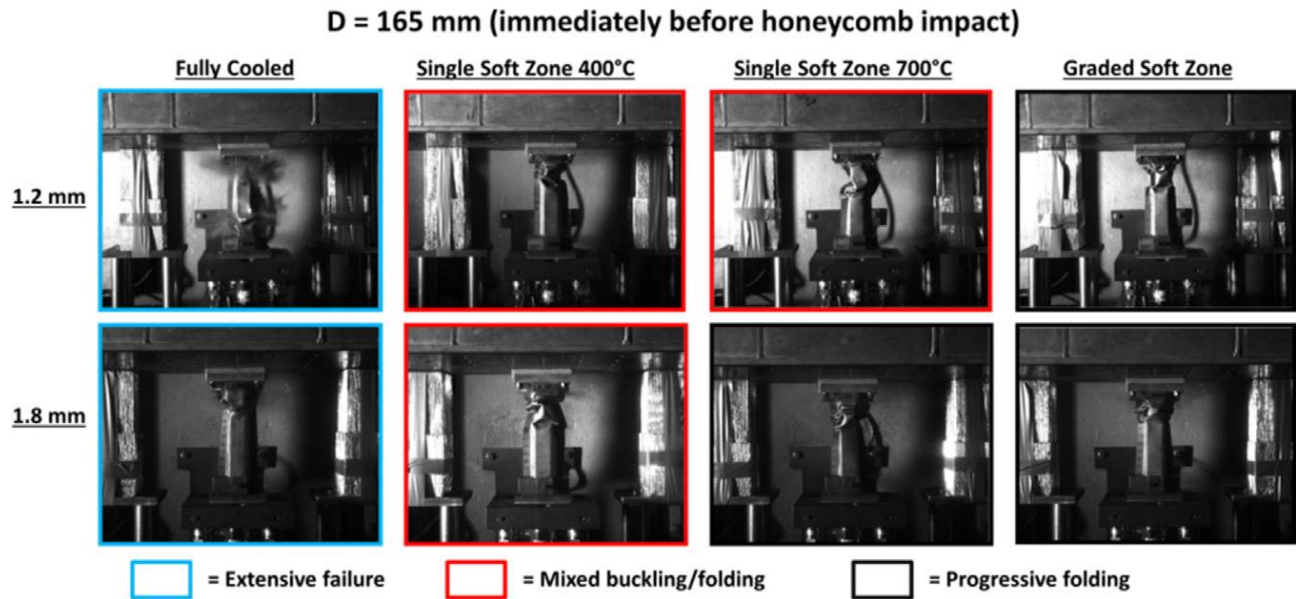 D = 165 mm (immediately before honeycomb impact)
Fully Cooled Single Soft Zone 400°C Single Soft Zone 700°C Graded Soft Zone
1.2 mm
1.8 mm
= Extensive failure = Mixed buckling/folding = Progressive folding